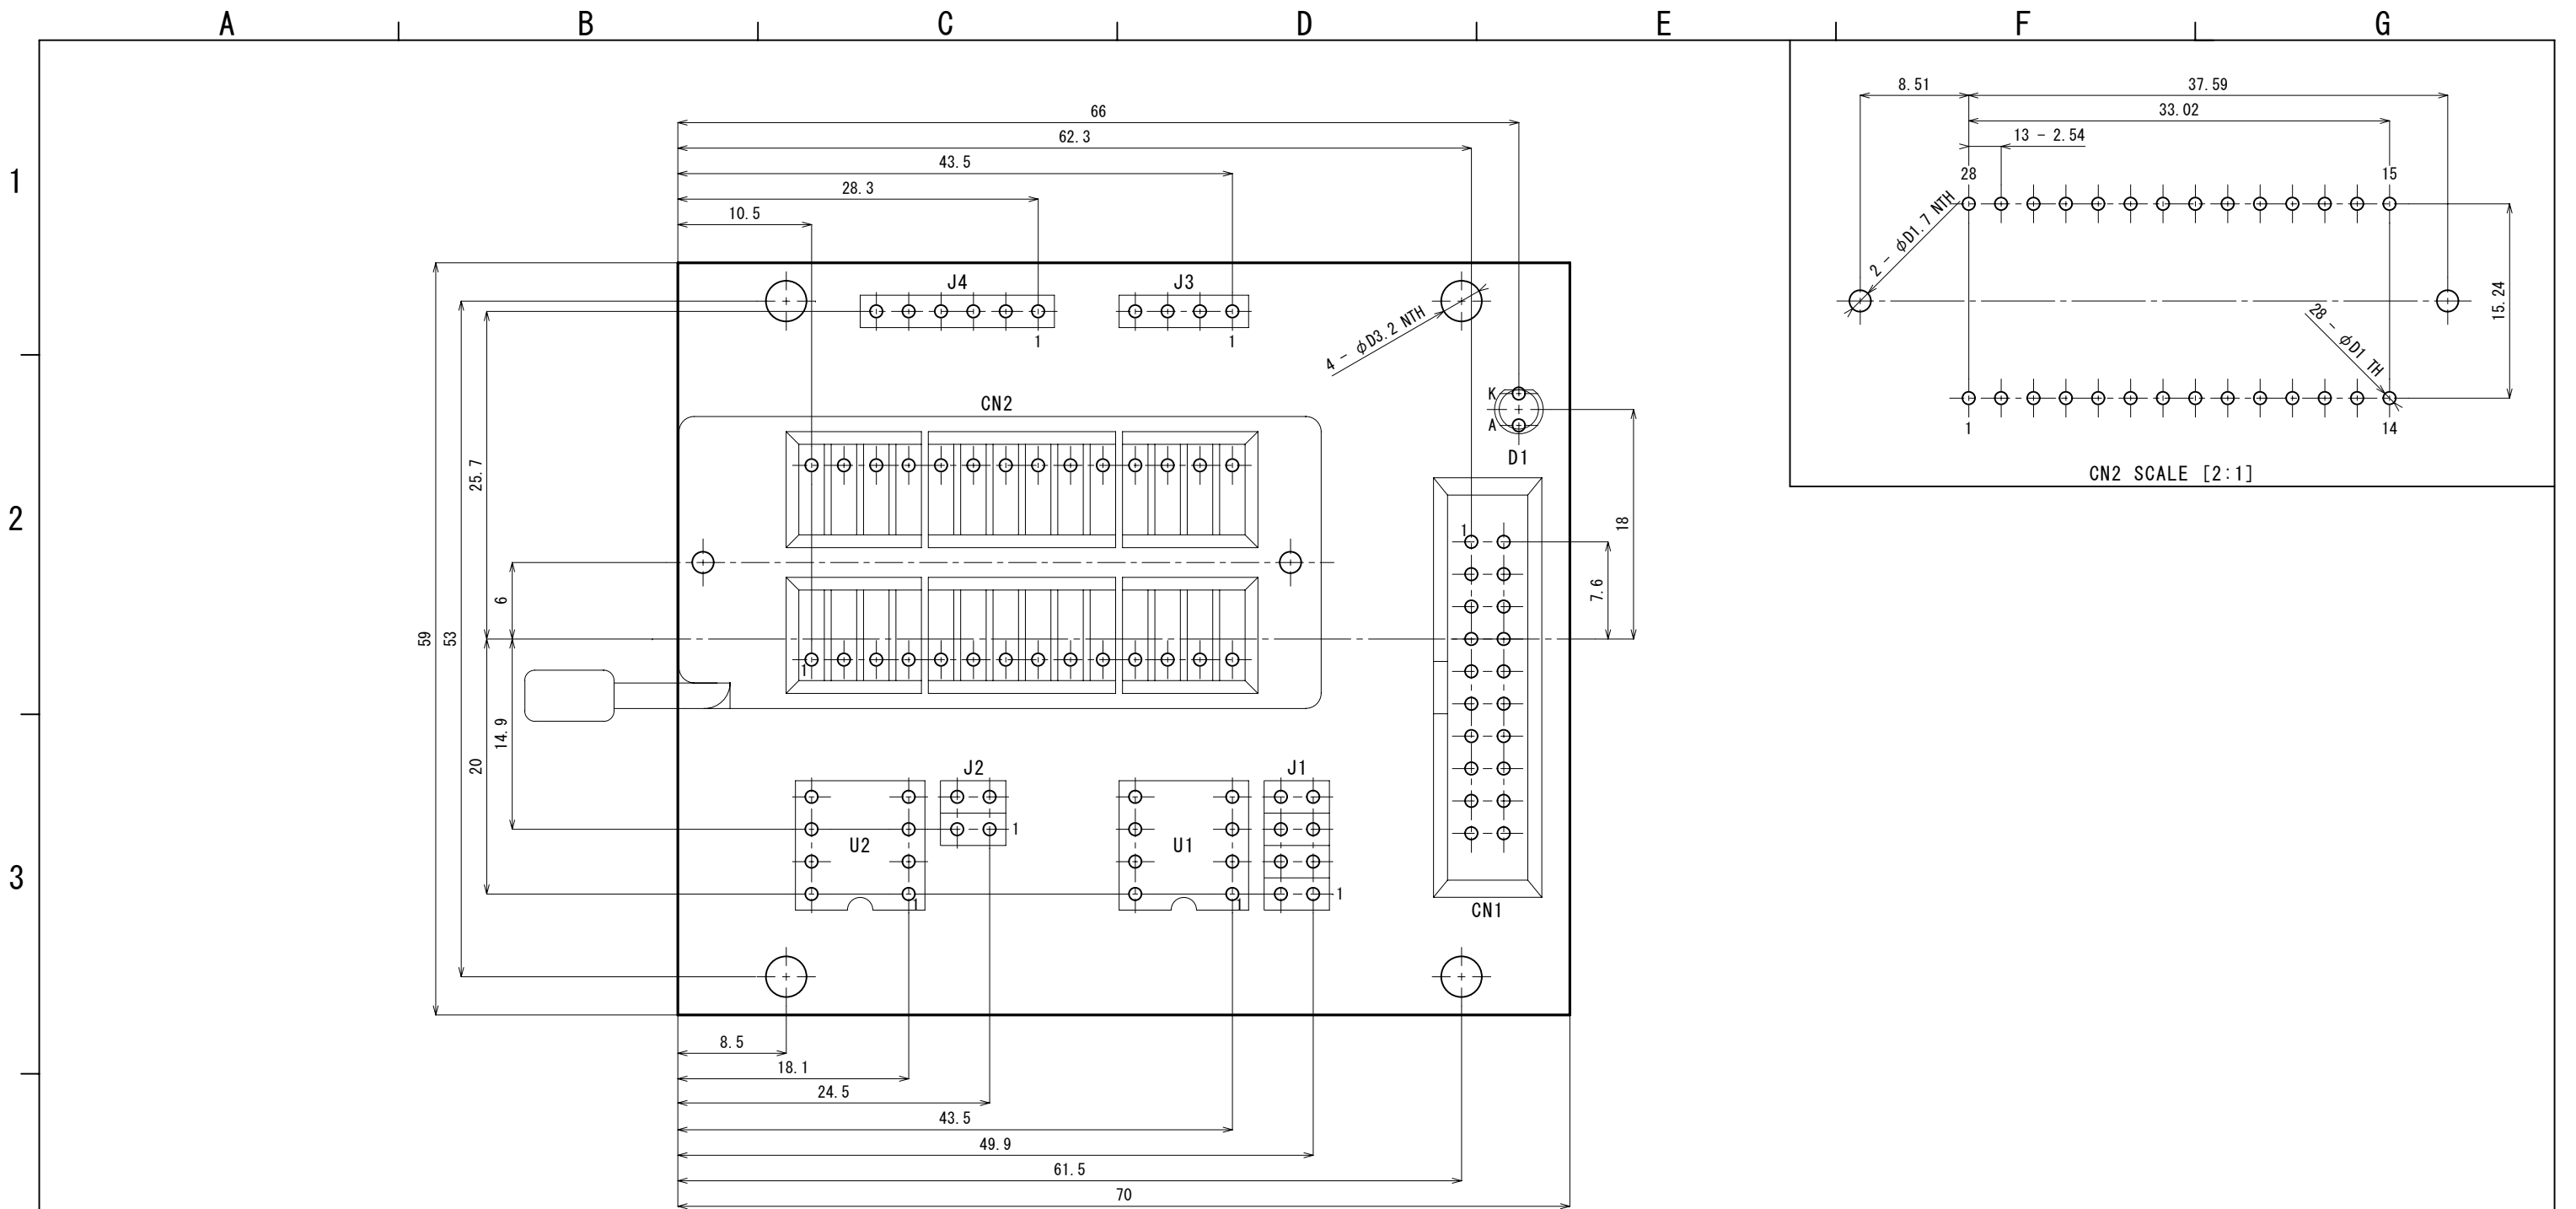 A B C D E F G
1
2
3
66
62.3
43.5
28.3
10.5
J4
J3
1
1
4 - φD3.2 NTH
CN2
K
A
D1
1
1
59
53
25.7
6
14.9
20
18
7.6
J2
J1
U2
1
U1
1
1
1
CN1
8.5
18.1
24.5
43.5
49.9
61.5
70
8.51
37.59
33.02
13 - 2.54
28
15
2 - φD1.7 NTH
15.24
28 - φD1 TH
1
14
CN2 SCALE [2:1]